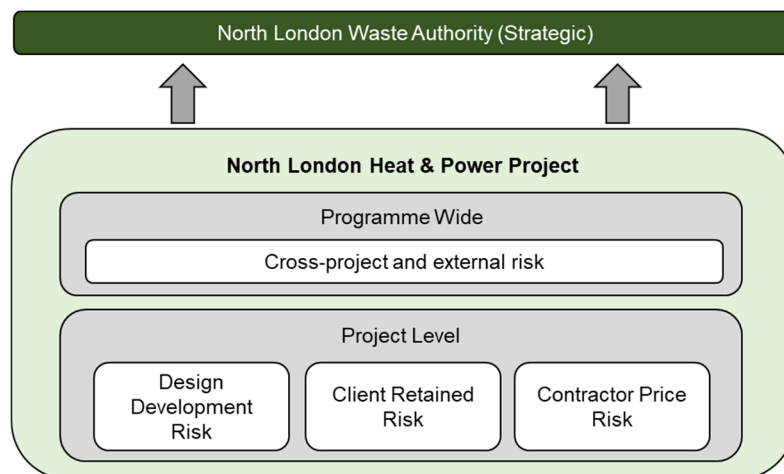 North London Waste Authority (Strategic)
North London Heat & Power Project
Programme Wide
Cross-project and external risk
Project Level
Design
Development
Risk
Client Retained
Risk
Contractor Price
Risk